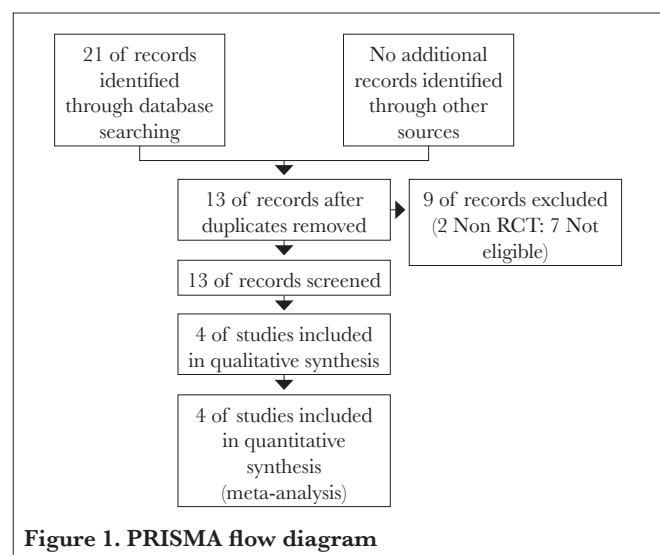 21 of records
identified
through database
searching
No additional
records identified
through other
sources
13 of records after
duplicates removed
9 of records excluded
(2 Non RCT: 7 Not
eligible)
13 of records screened
4 of studies included
in qualitative synthesis
4 of studies included
in quantitative
synthesis
(meta-analysis)
Figure 1. PRISMA flow diagram